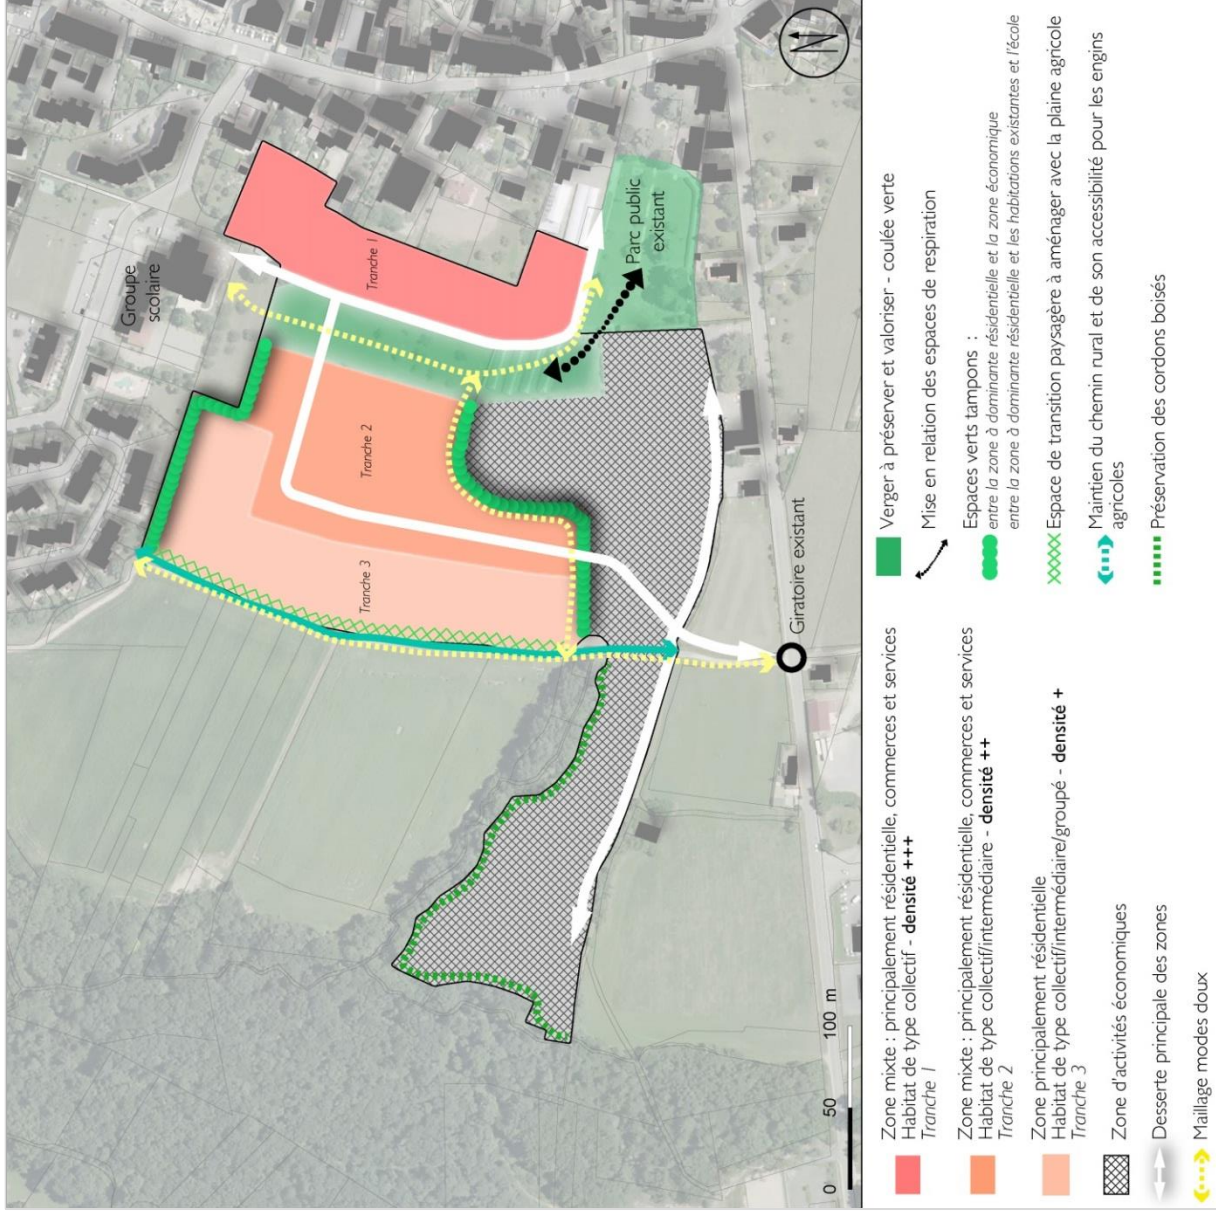 Groupe
scolaire
Tranche 1
Tranche 2
Tranche 3
Parc public
existant
Giratoire existant
N
0 50 100 m
Zone mixte : principalement résidentielle, commerces et services
Habitat de type collectif - densité +++
Tranche 1
Zone mixte : principalement résidentielle, commerces et services
Habitat de type collectif/intermédiaire - densité ++
Tranche 2
Zone principalement résidentielle
Habitat de type collectif/intermédiaire/groupé - densité +
Tranche 3
Zone d'activités économiques
Desserte principale des zones
Maillage modes doux
Verger à préserver et valoriser - coulée verte
Mise en relation des espaces de respiration
Espaces verts tampons :
entre la zone à dominante résidentielle et la zone économique
entre la zone à dominante résidentielle et les habitations existantes et l'école
Espace de transition paysagère à aménager avec la plaine agricole
Maintien du chemin rural et de son accessibilité pour les engins
agricoles
Préservation des cordons boisés